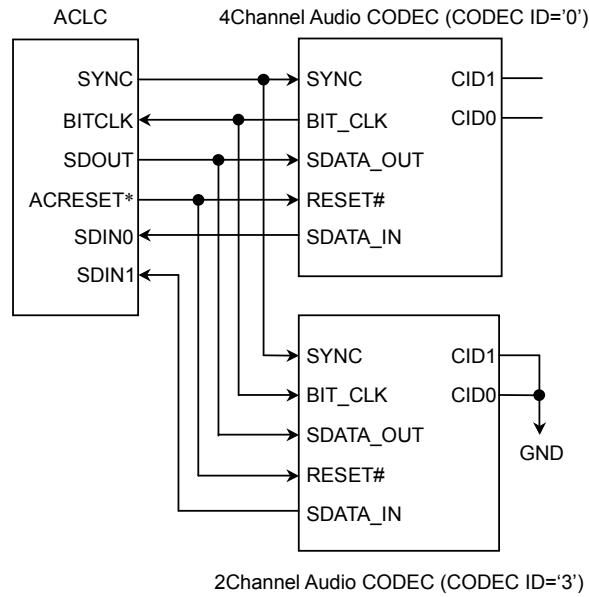 ACLC
4Channel Audio CODEC (CODEC ID='0')
SYNC
BITCLK
SDOUT
ACRESET*
SDIN0
SDIN1
SYNC
BIT_CLK
SDATA_OUT
RESET#
SDATA_IN
CID1
CID0
SYNC
BIT_CLK
SDATA_OUT
RESET#
SDATA_IN
CID1
CID0
GND
2Channel Audio CODEC (CODEC ID=‘3’)